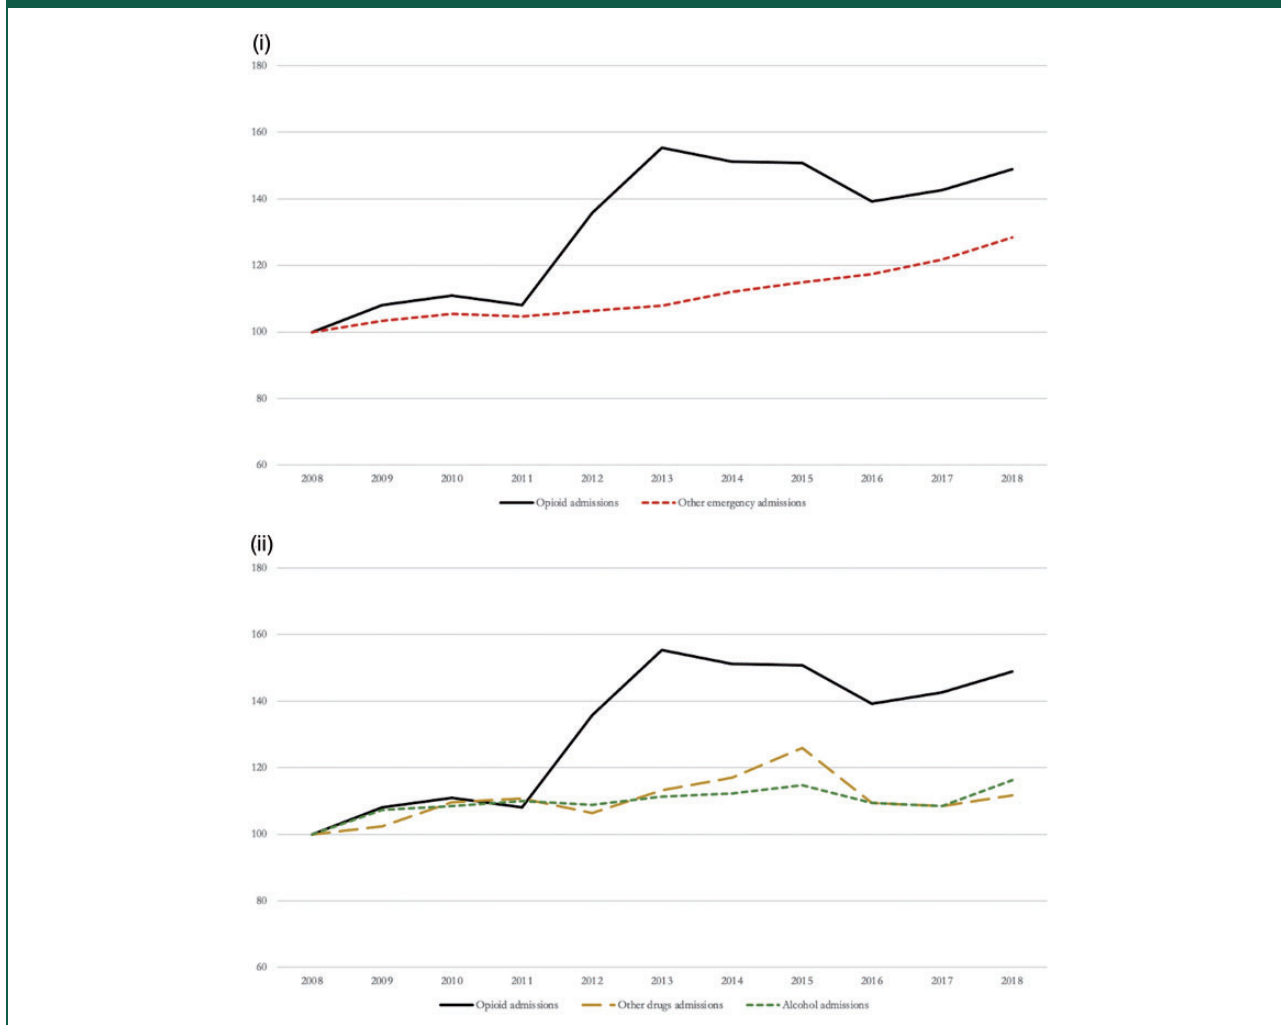 (i)
180
160
140
120
100
80
60
2008 2009 2010 2011 2012 2013 2014 2015 2016 2017 2018
Opioid admissions Other emergency admissions
(ii)
180
160
140
120
100
80
60
2008 2009 2010 2011 2012 2013 2014 2015 2016 2017 2018
Opioid admissions Other drugs admissions Alcohol admissions